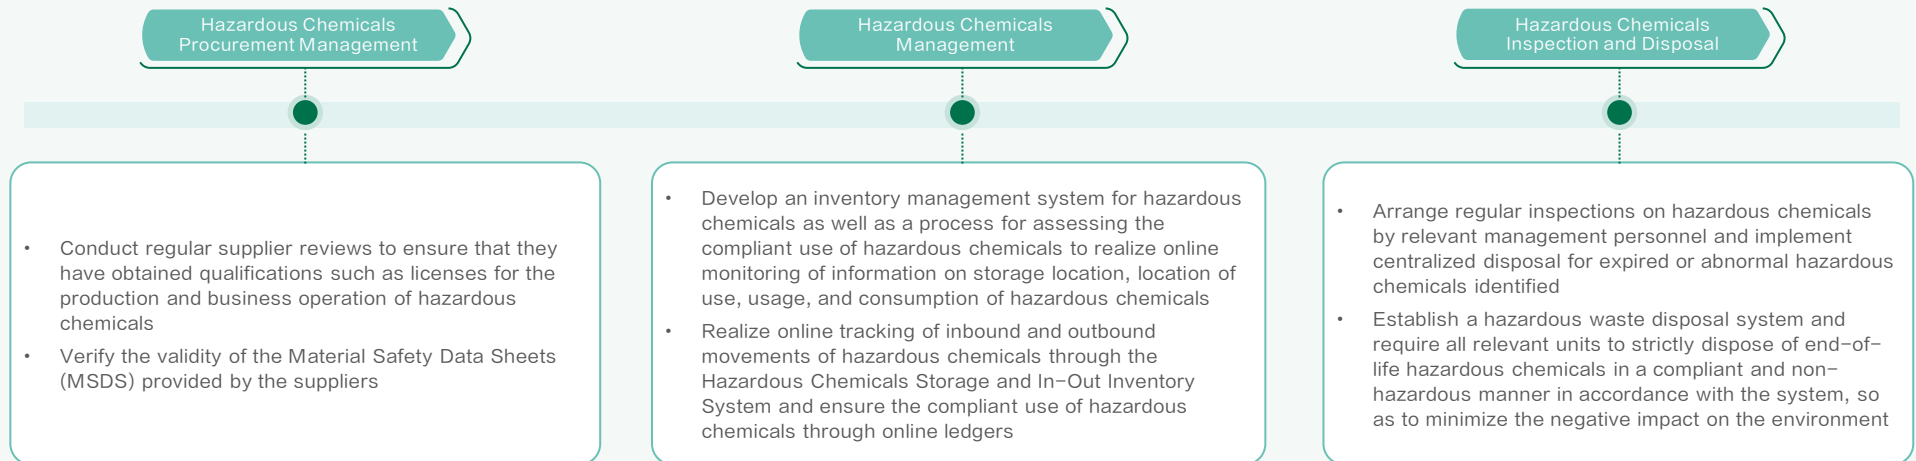 Hazardous Chemicals
Procurement Management
Hazardous Chemicals
Management
Hazardous Chemicals
Inspection and Disposal
• Conduct regular supplier reviews to ensure that they
have obtained qualifications such as licenses for the
production and business operation of hazardous
chemicals
• Verify the validity of the Material Safety Data Sheets
(MSDS) provided by the suppliers
• Develop an inventory management system for hazardous
chemicals as well as a process for assessing the
compliant use of hazardous chemicals to realize online
monitoring of information on storage location, location of
use, usage, and consumption of hazardous chemicals
• Realize online tracking of inbound and outbound
movements of hazardous chemicals through the
Hazardous Chemicals Storage and In-Out Inventory
System and ensure the compliant use of hazardous
chemicals through online ledgers
• Arrange regular inspections on hazardous chemicals
by relevant management personnel and implement
centralized disposal for expired or abnormal hazardous
chemicals identified
• Establish a hazardous waste disposal system and
require all relevant units to strictly dispose of end-of-
life hazardous chemicals in a compliant and non-
hazardous manner in accordance with the system, so
as to minimize the negative impact on the environment